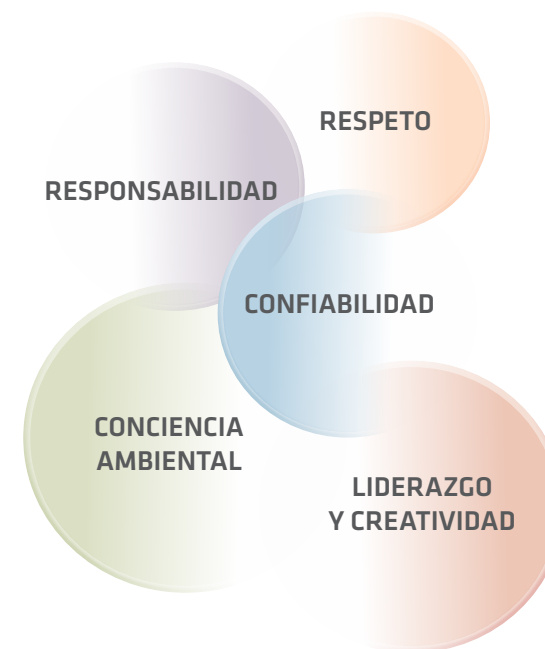 RESPETO
RESPONSABILIDAD
CONFIABILIDAD
CONCIENCIA
AMBIENTAL
LIDERAZGO
Y CREATIVIDAD